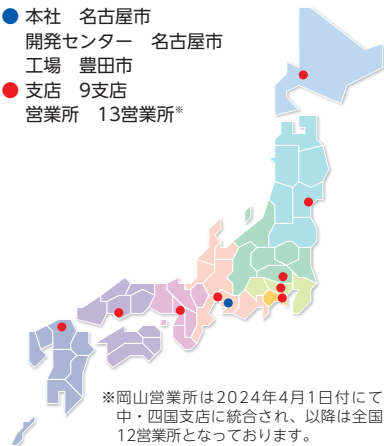 本社　名古屋市
開発センター　名古屋市
工場　豊田市
支店　9支店
営業所　13営業所※
※岡山営業所は2024年4月1日付にて
中・四国支店に統合され、以降は全国
12営業所となっております。